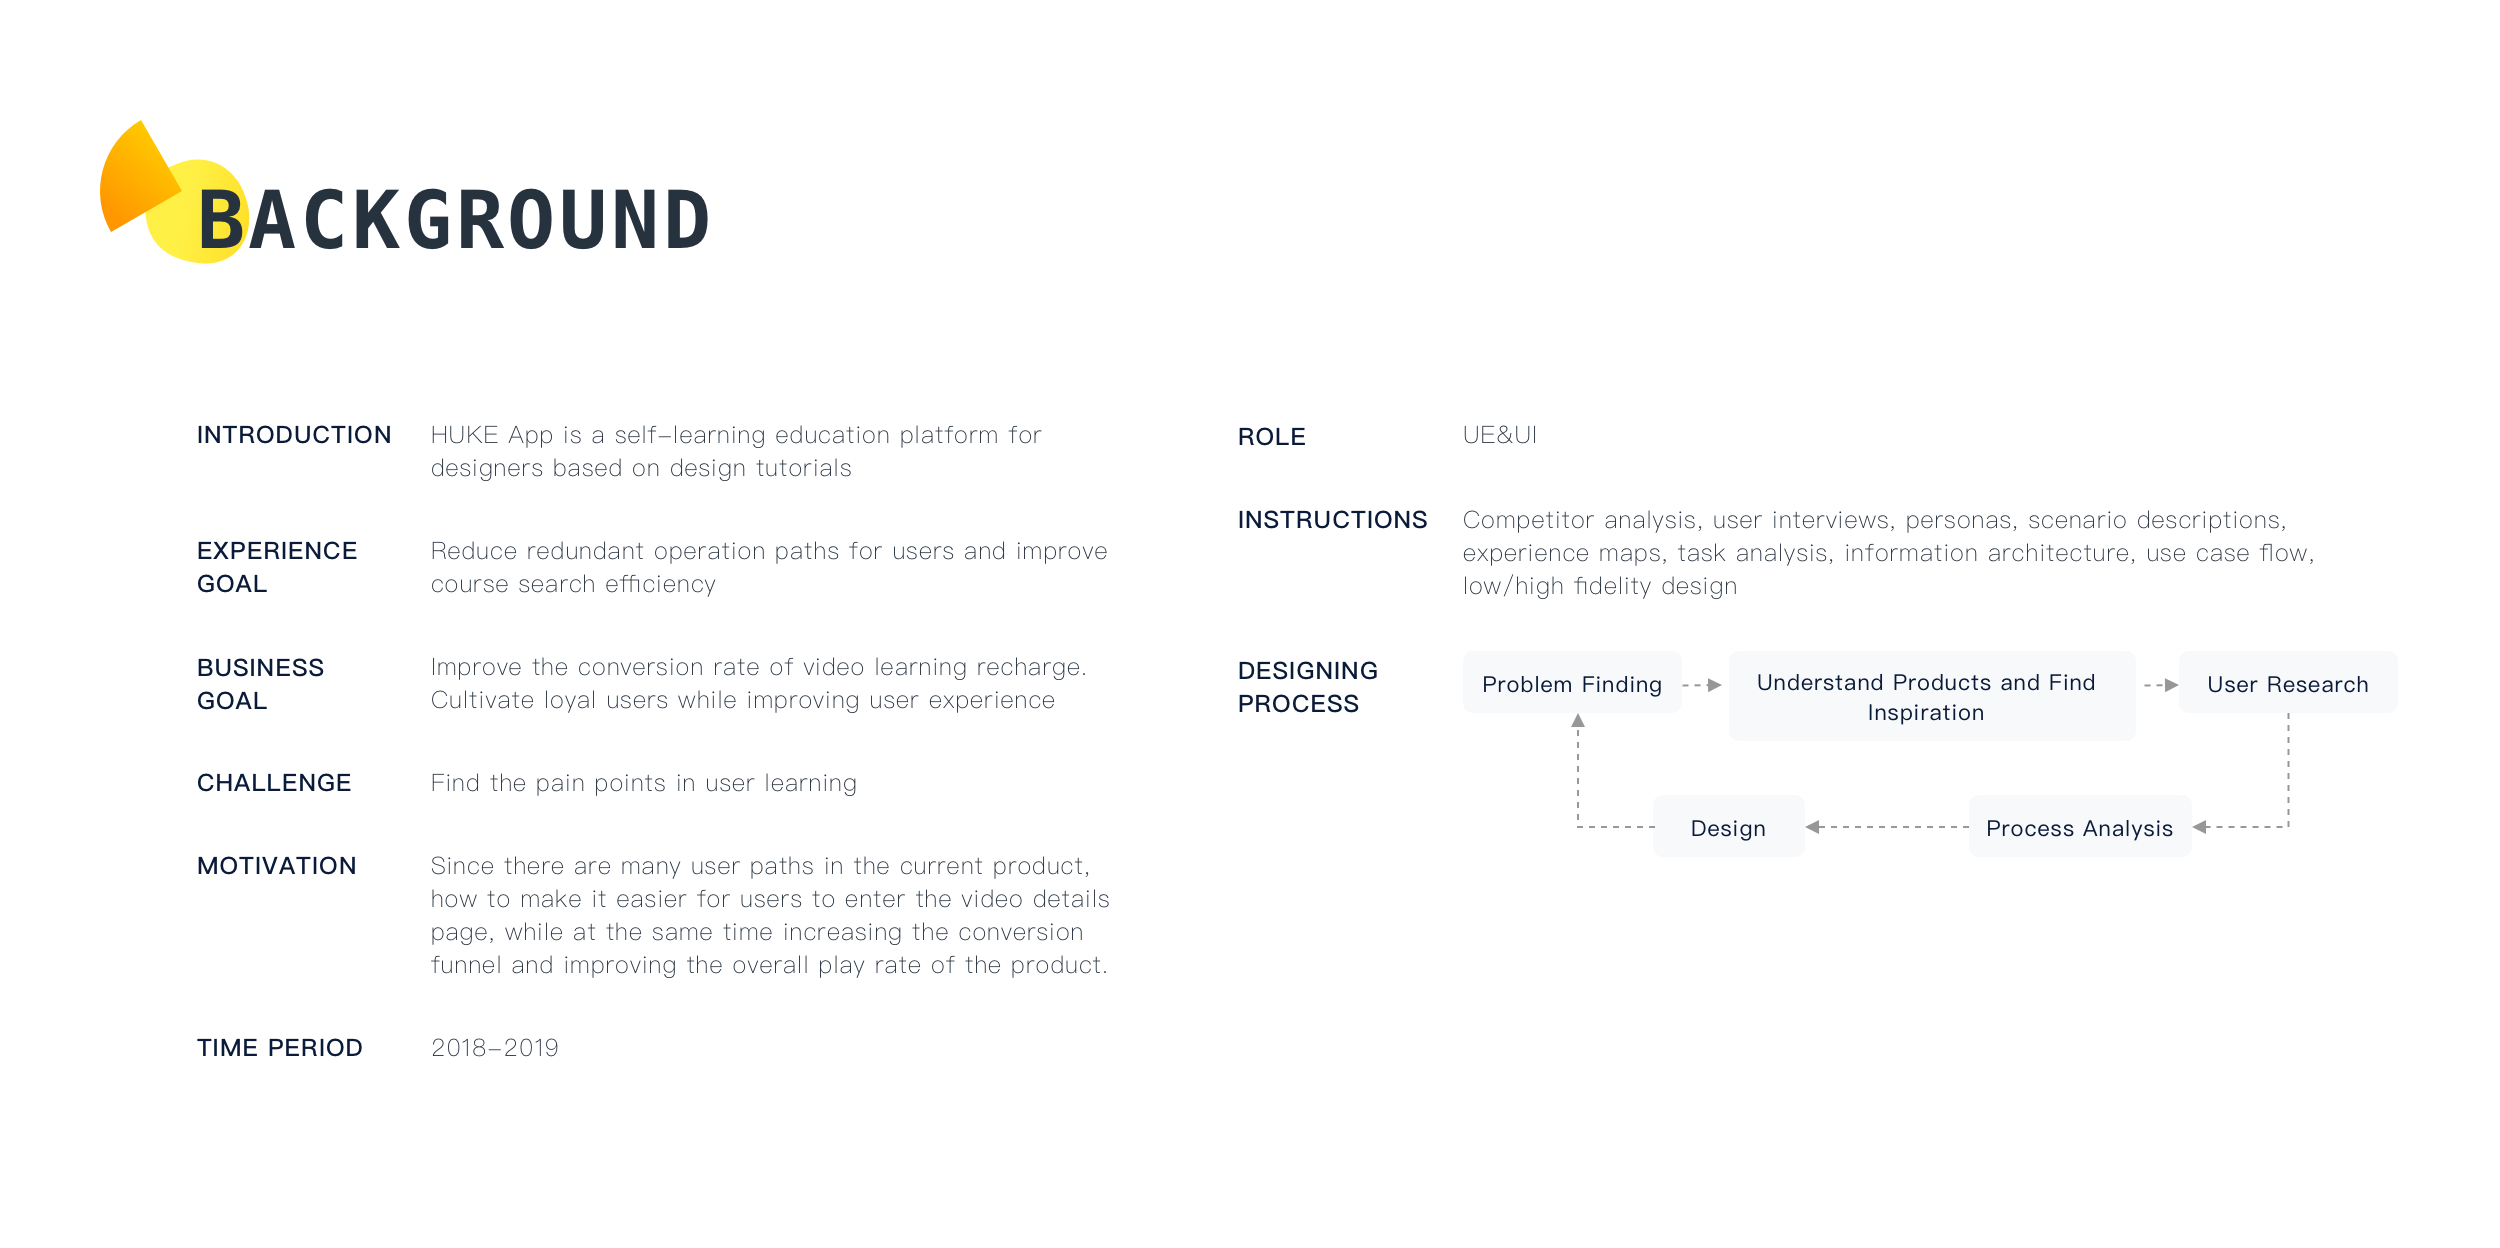 BACKGROUND
INTRODUCTION
HUKE App is a self-learning education platform for
designers based on design tutorials
EXPERIENCE
GOAL
Reduce redundant operation paths for users and improve
course search efficiency
BUSINESS
GOAL
Improve the conversion rate of video learning recharge.
Cultivate loyal users while improving user experience
CHALLENGE
Find the pain points in user learning
MOTIVATION
Since there are many user paths in the current product,
how to make it easier for users to enter the video details
page, while at the same time increasing the conversion
funnel and improving the overall play rate of the product.
TIME PERIOD
2018-2019
ROLE
UE&UI
INSTRUCTIONS
Competitor analysis, user interviews, personas, scenario descriptions,
experience maps, task analysis, information architecture, use case flow,
low/high fidelity design
DESIGNING
PROCESS
Problem Finding
Understand Products and Find
Inspiration
User Research
Process Analysis
Design